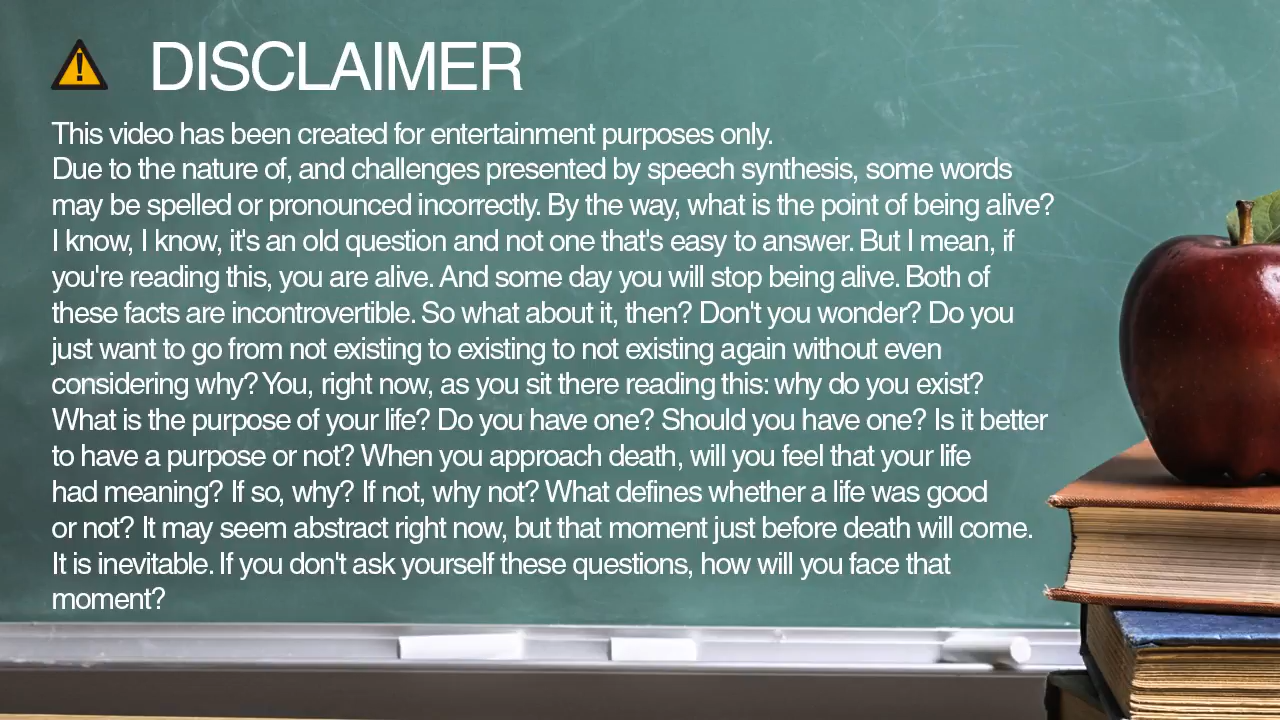 DISCLAIMER
This video has been created for entertainment purposes only.
Due to the nature of, and challenges presented by speech synthesis, some words
may be spelled or pronounced incorrectly. By the way, what is the point of being alive?
I know, I know, it's an old question and not one that's easy to answer. But I mean, if
you're reading this, you are alive. And some day you will stop being alive. Both of
these facts are incontrovertible. So what about it, then? Don't you wonder? Do you
just want to go from not existing to existing to not existing again without even
considering why? You, right now, as you sit there reading this: why do you exist?
What is the purpose of your life? Do you have one? Should you have one? Is it better
to have a purpose or not? When you approach death, will you feel that your life
had meaning? If so, why? If not, why not? What defines whether a life was good
or not? It may seem abstract right now, but that moment just before death will come.
It is inevitable. If you don't ask yourself these questions, how will you face that
moment?